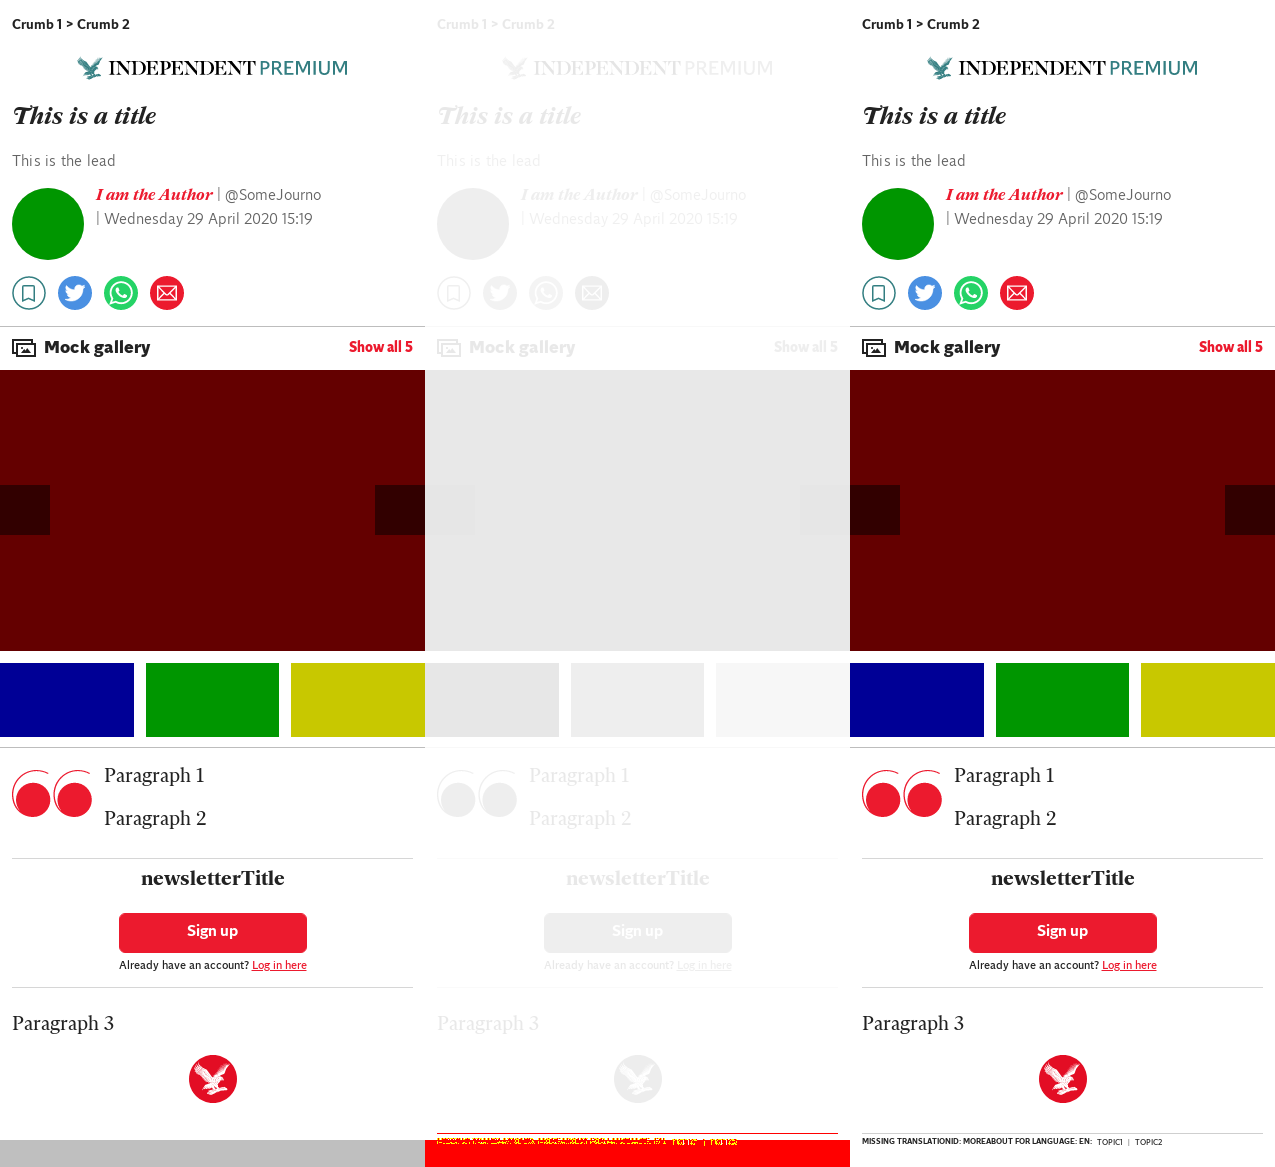 Crumb 1 > Crumb 2
INDEPENDENT PREMIUM
This is a title
This is the lead
I am the Author | @SomeJourno
| Wednesday 29 April 2020 15:19
Mock gallery
Show all 5
Paragraph 1
Paragraph 2
newsletterTitle
Sign up
Already have an account? Log in here
Paragraph 3
Crumb 1 > Crumb 2
INDEPENDENT PREMIUM
This is a title
This is the lead
I am the Author | @SomeJourno
| Wednesday 29 April 2020 15:19
Mock gallery
Show all 5
Paragraph 1
Paragraph 2
newsletterTitle
Sign up
Already have an account? Log in here
Paragraph 3
Crumb 1 > Crumb 2
INDEPENDENT PREMIUM
This is a title
This is the lead
I am the Author | @SomeJourno
| Wednesday 29 April 2020 15:19
Mock gallery
Show all 5
Paragraph 1
Paragraph 2
newsletterTitle
Sign up
Already have an account? Log in here
Paragraph 3
MISSING TRANSLATIONID: MOREABOUT FOR LANGUAGE: EN: TOPIC1 | TOPIC2